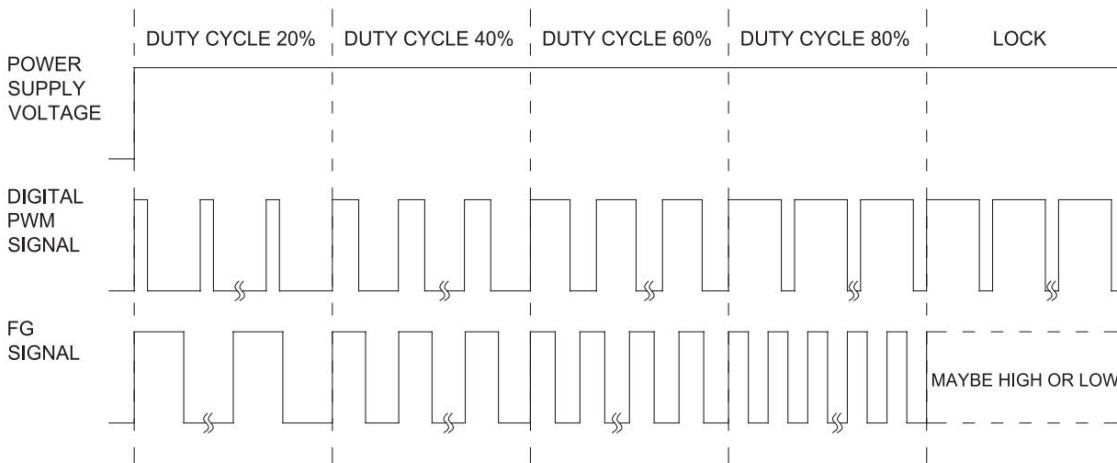 DUTY CYCLE 20%
DUTY CYCLE 40%
DUTY CYCLE 60%
DUTY CYCLE 80%
LOCK
POWER
SUPPLY
VOLTAGE
DIGITAL
PWM
SIGNAL
FG
SIGNAL
MAYBE HIGH OR LOW